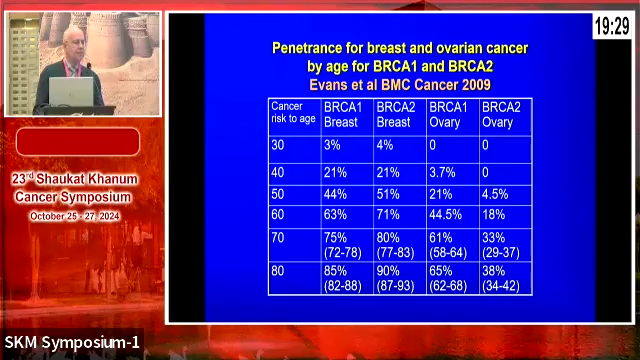 19:29
Penetrance for breast and ovarian cancer
by age for BRCA1 and BRCA2
Evans et al BMC Cancer 2009
Cancer risk to age BRCA1 Breast BRCA2 Breast BRCA1 Ovary BRCA2 Ovary
30 3% 4% 0 0
40 21% 21% 3.7% 0
50 44% 51% 21% 4.5%
60 63% 71% 44.5% 18%
70 75% (72-78) 80% (77-83) 61% (58-64) 33% (29-37)
80 85% (82-88) 90% (87-93) 65% (62-68) 38% (34-42)
23rd Shaukat Khanum
Cancer Symposium
October 25 - 27, 2024
SKM Symposium-1